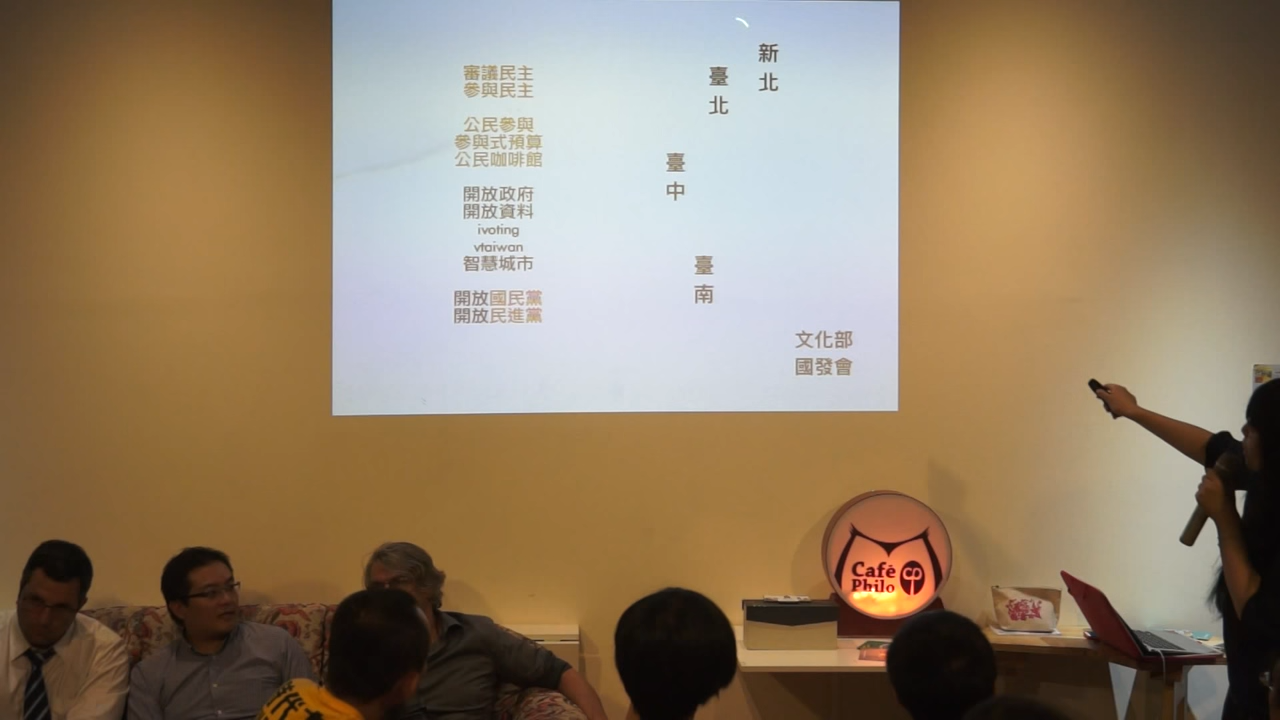 審議民主
參與民主
公民參與
參與式預算
公民咖啡館
開放政府
開放資料
ivoting
vtaiwan
智慧城市
開放國民黨
開放民進黨
新北
臺北
臺中
臺南
文化部
國發會
Café
Philo